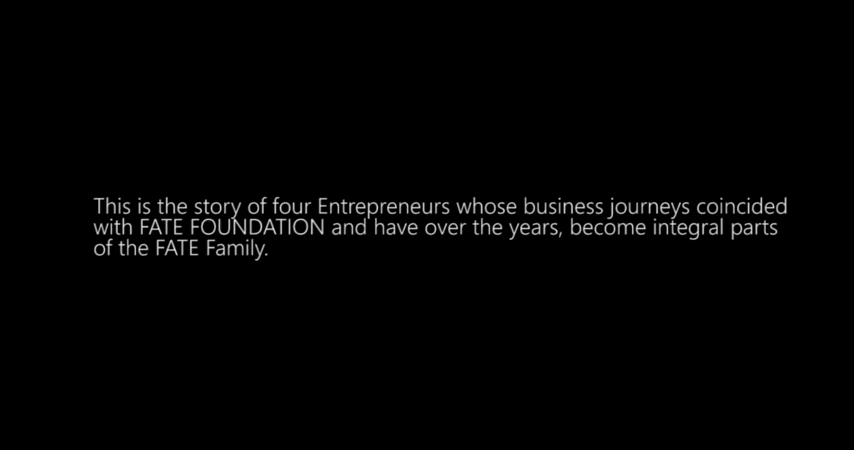 This is the story of four Entrepreneurs whose business journeys coincided
with FATE FOUNDATION and have over the years, become integral parts
of the FATE Family.